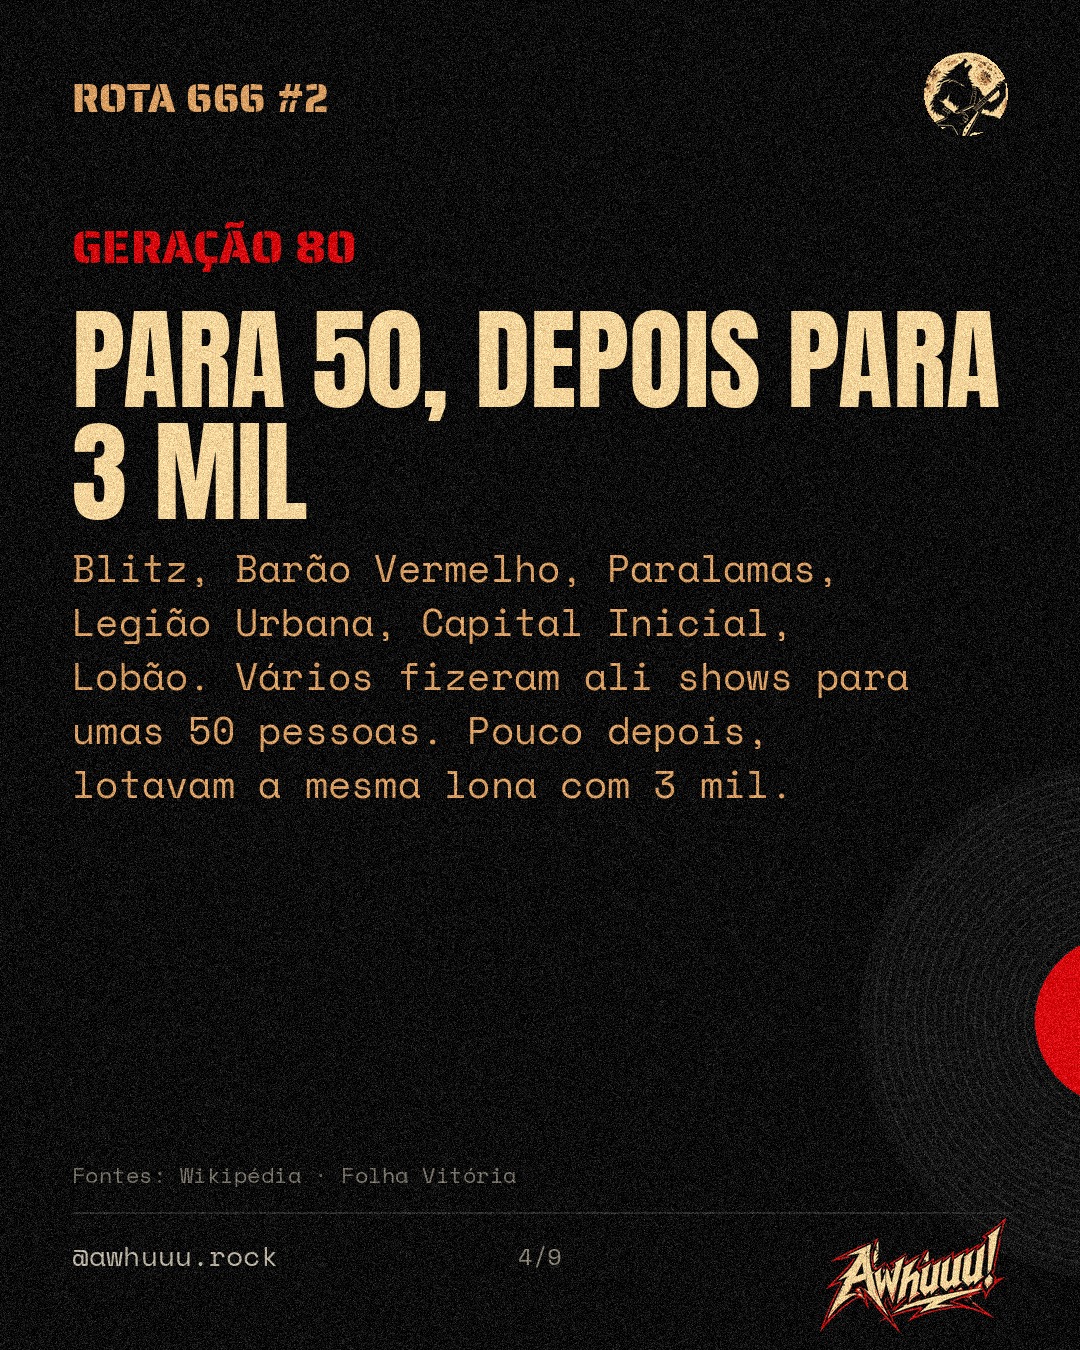 ROTA 666 #2
GERAÇÃO 80
PARA 50, DEPOIS PARA
3 MIL
Blitz, Barão Vermelho, Paralamas,
Legião Urbana, Capital Inicial,
Lobão. Vários fizeram ali shows para
umas 50 pessoas. Pouco depois,
lotavam a mesma lona com 3 mil.
Fontes: Wikipédia · Folha Vitória
@awhuuu.rock
4/9
Awhuuu!